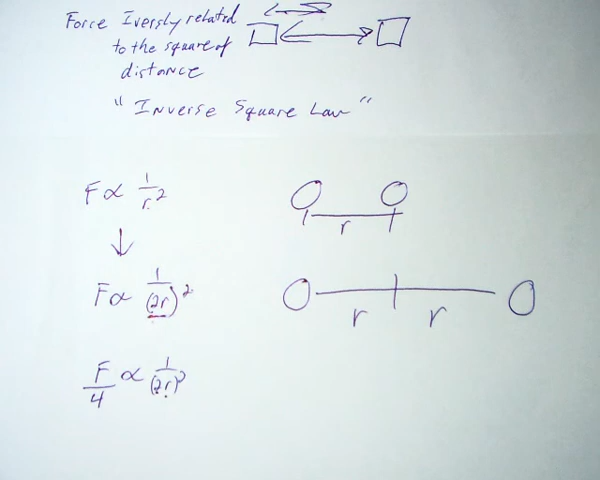 Force Iversly related
to the square of
distance
"Inverse Square Law"
F ∝ 1/r²
r
↓
F ∝ 1/(2r)²
r r
F/4 ∝ 1/(2r)²